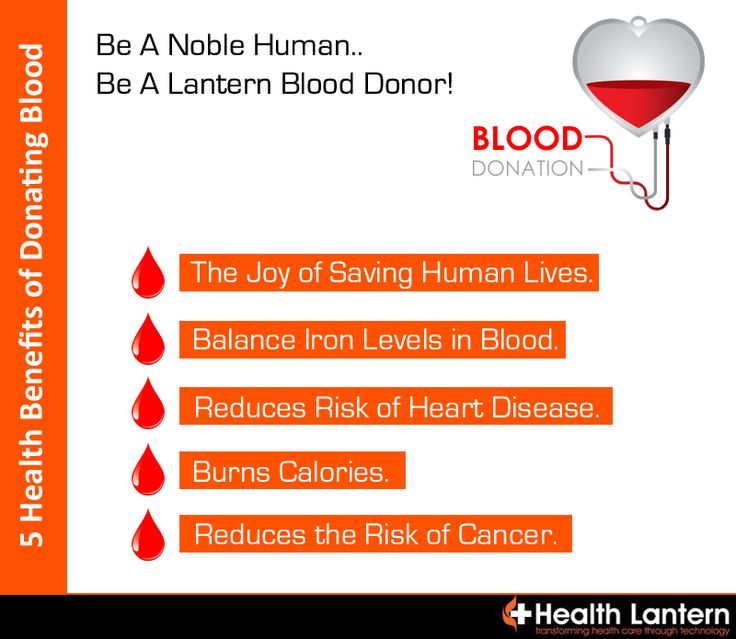 5 Health Benefits of Donating Blood
Be A Noble Human..
Be A Lantern Blood Donor!
BLOOD
DONATION
The Joy of Saving Human Lives.
Balance Iron Levels in Blood.
Reduces Risk of Heart Disease.
Burns Calories.
Reduces the Risk of Cancer.
Health Lantern
transforming health care through technology